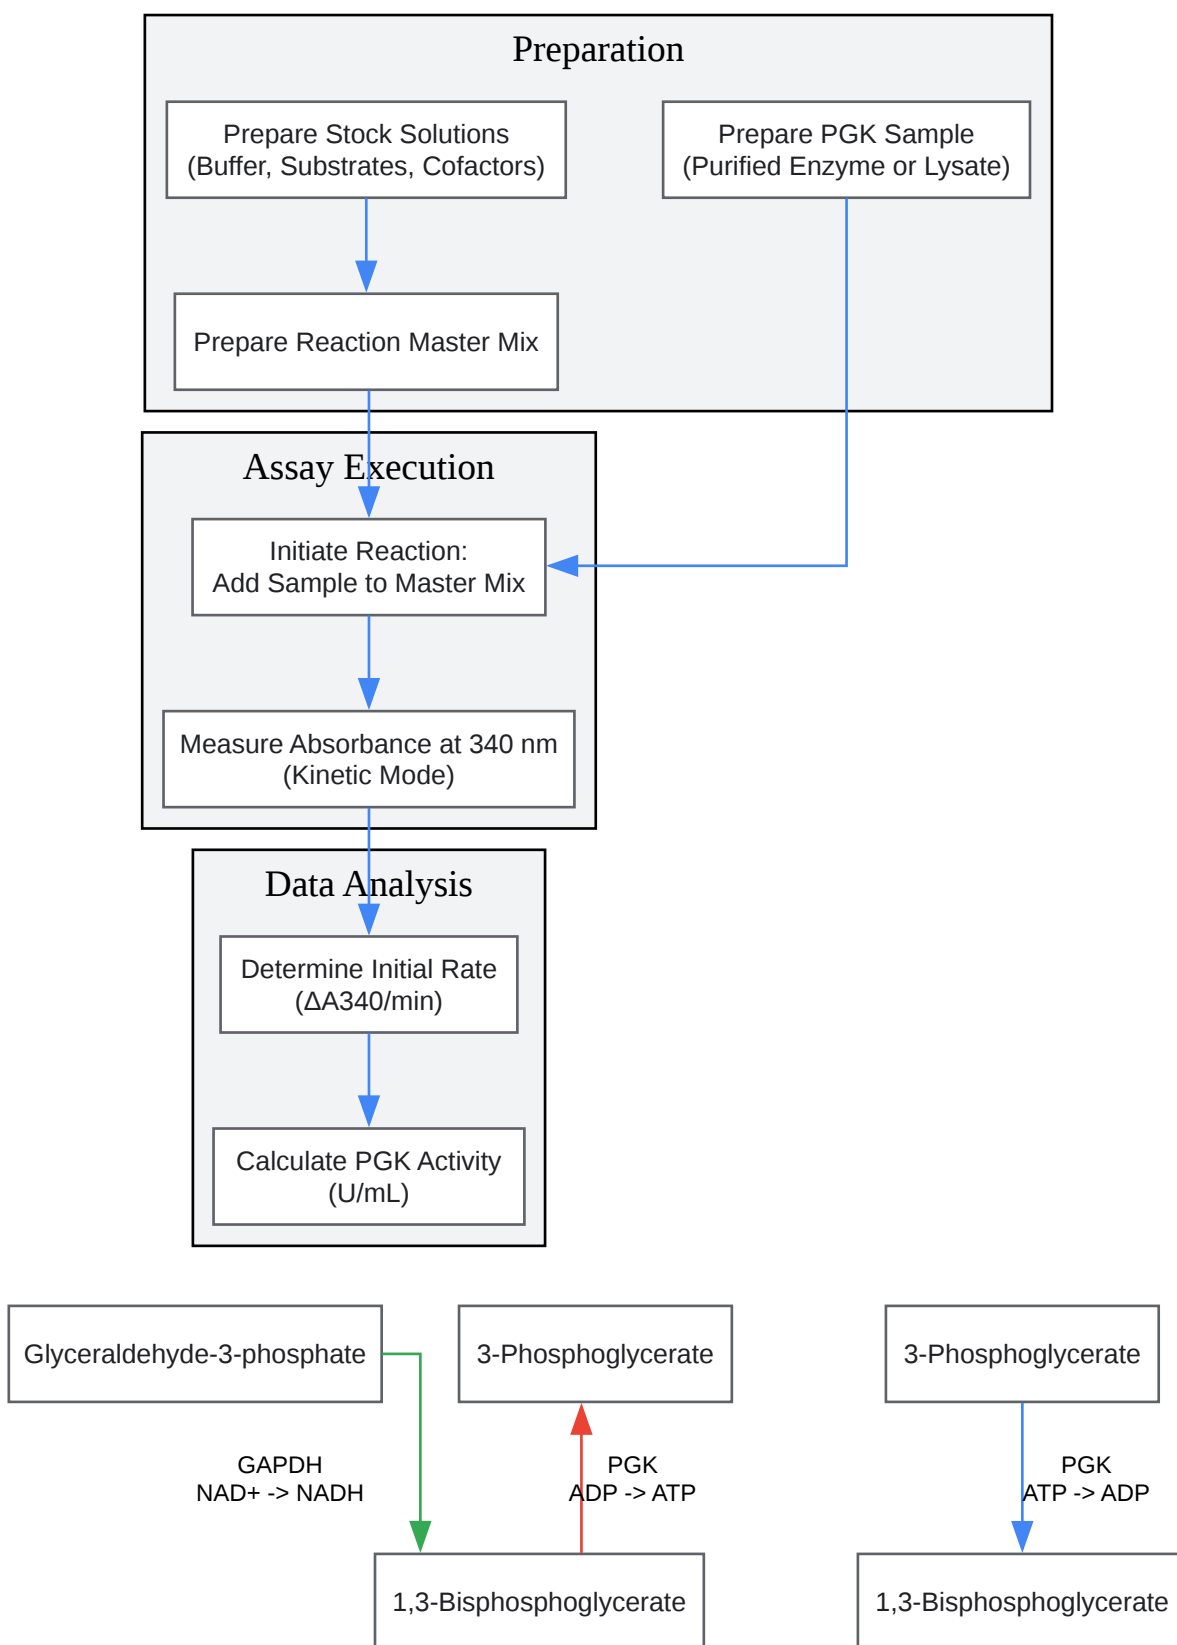 Preparation
Prepare Stock Solutions
(Buffer, Substrates, Cofactors)
Prepare PGK Sample
(Purified Enzyme or Lysate)
Prepare Reaction Master Mix
Assay Execution
Initiate Reaction:
Add Sample to Master Mix
Measure Absorbance at 340 nm
(Kinetic Mode)
Data Analysis
Determine Initial Rate
(ΔA340/min)
Calculate PGK Activity
(U/mL)
Glyceraldehyde-3-phosphate
3-Phosphoglycerate
3-Phosphoglycerate
GAPDH
NAD+ -> NADH
PGK
ADP -> ATP
PGK
ATP -> ADP
1,3-Bisphosphoglycerate
1,3-Bisphosphoglycerate